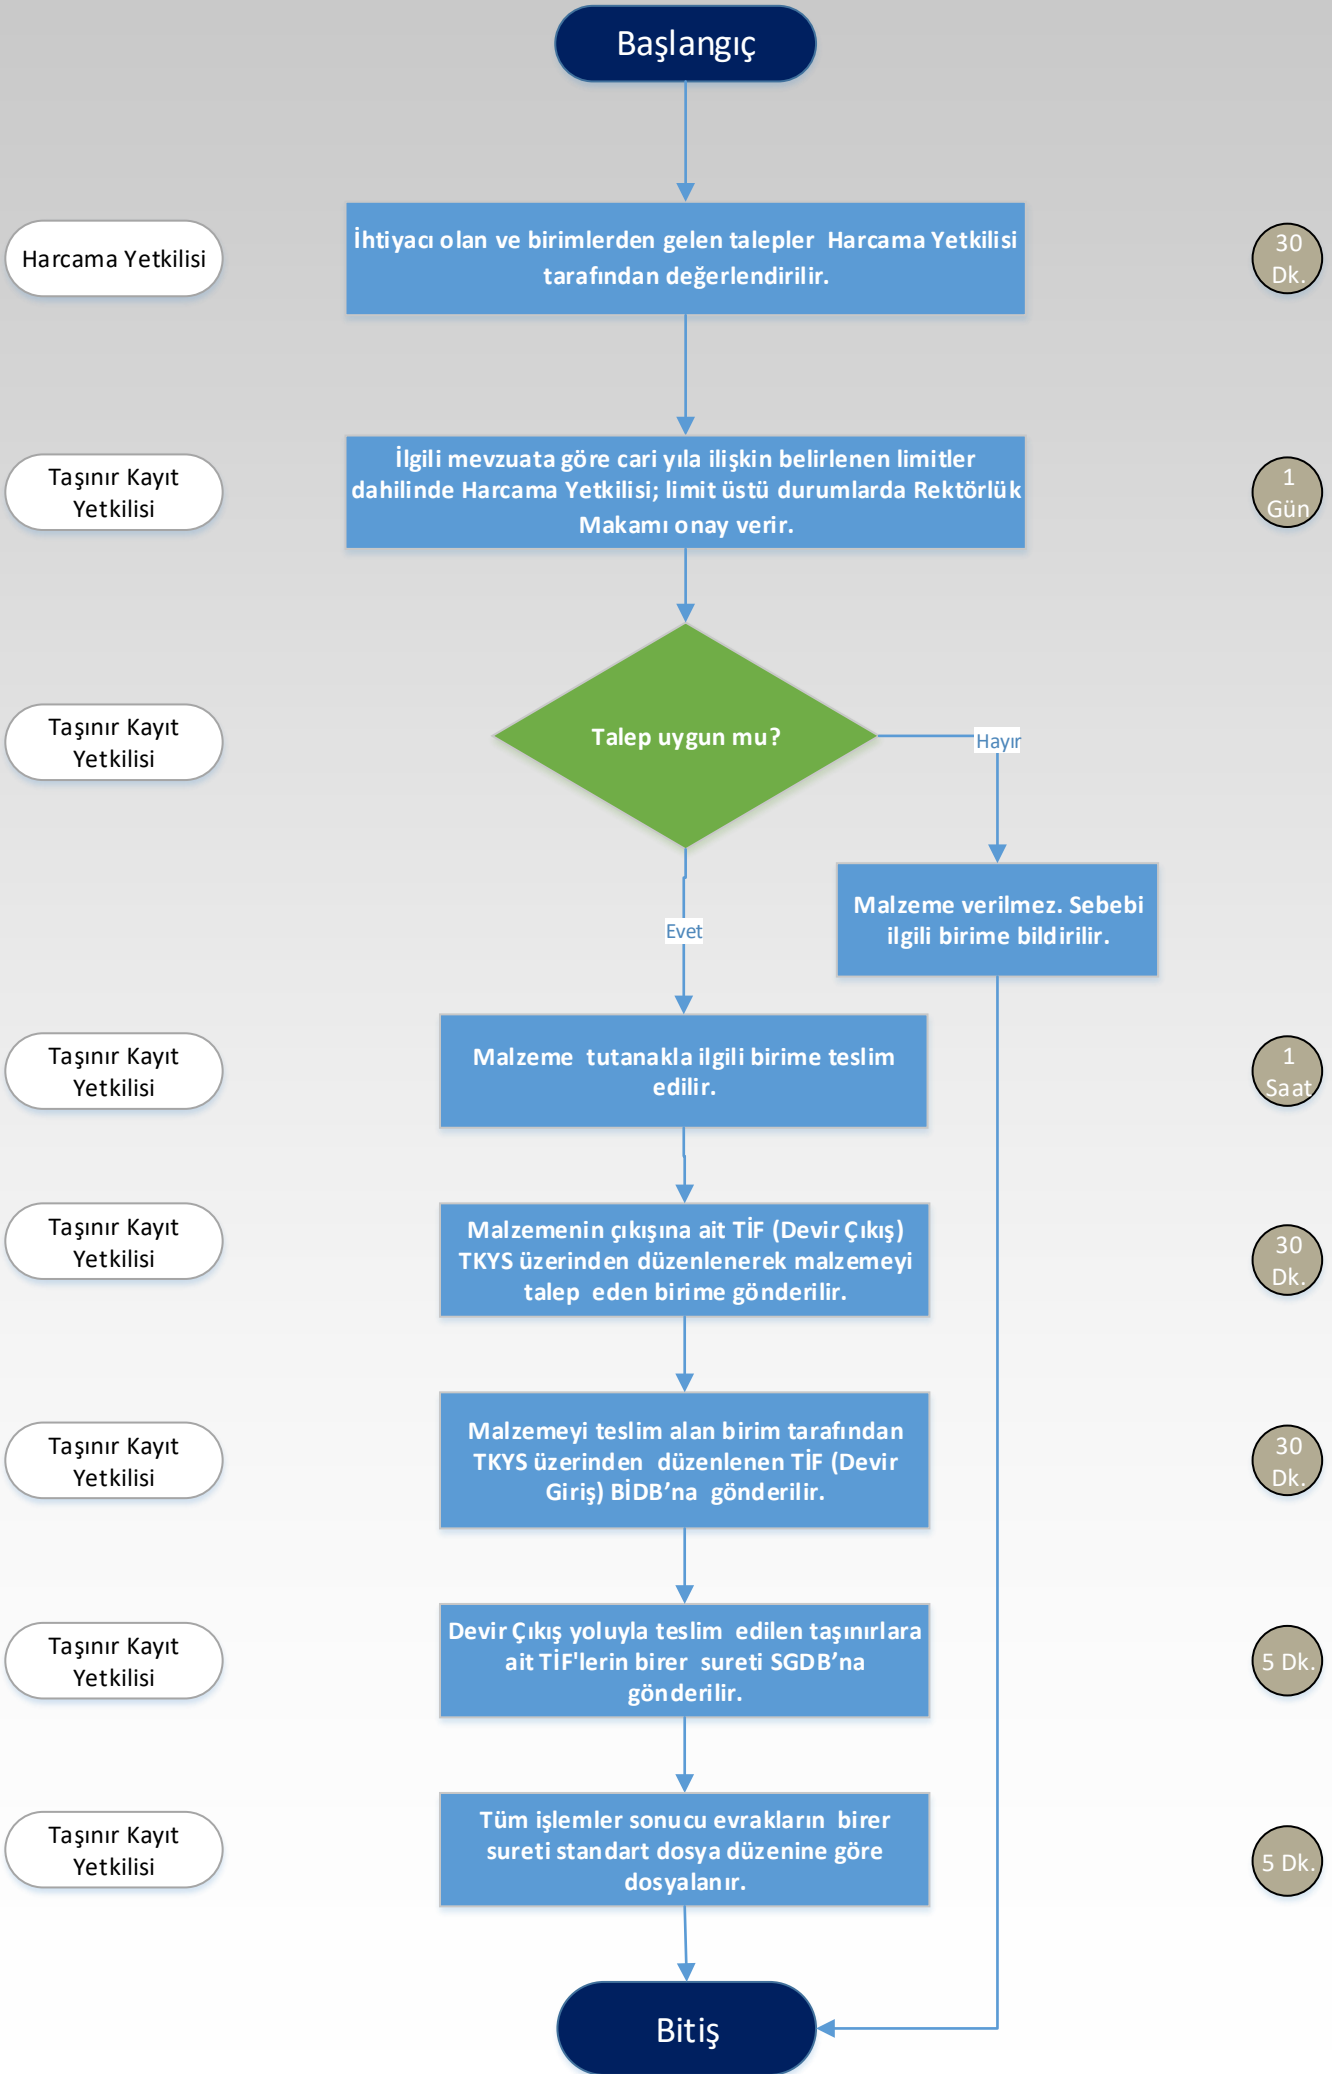 Başlangıç
Harcama Yetkilisi
İhtiyacı olan ve birimlerden gelen talepler Harcama Yetkilisi
tarafından değerlendirilir.
30
Dk.
Taşınır Kayıt
Yetkilisi
İlgili mevzuata göre cari yıla ilişkin belirlenen limitler
dahilinde Harcama Yetkilisi; limit üstü durumlarda Rektörlük
Makamı onay verir.
1
Gün
Taşınır Kayıt
Yetkilisi
Talep uygun mu?
Hayır
Malzeme verilmez. Sebebi
ilgili birime bildirilir.
Evet
Taşınır Kayıt
Yetkilisi
Malzeme tutanakla ilgili birime teslim
edilir.
1
Saat
Taşınır Kayıt
Yetkilisi
Malzemenin çıkışına ait TİF (Devir Çıkış)
TKYS üzerinden düzenlenerek malzemeyi
talep eden birime gönderilir.
30
Dk.
Taşınır Kayıt
Yetkilisi
Malzemeyi teslim alan birim tarafından
TKYS üzerinden düzenlenen TİF (Devir
Giriş) BİDB’na gönderilir.
30
Dk.
Taşınır Kayıt
Yetkilisi
Devir Çıkış yoluyla teslim edilen taşınırlara
ait TİF'lerin birer sureti SGDB’na
gönderilir.
5 Dk.
Taşınır Kayıt
Yetkilisi
Tüm işlemler sonucu evrakların birer
sureti standart dosya düzenine göre
dosyalanır.
5 Dk.
Bitiş